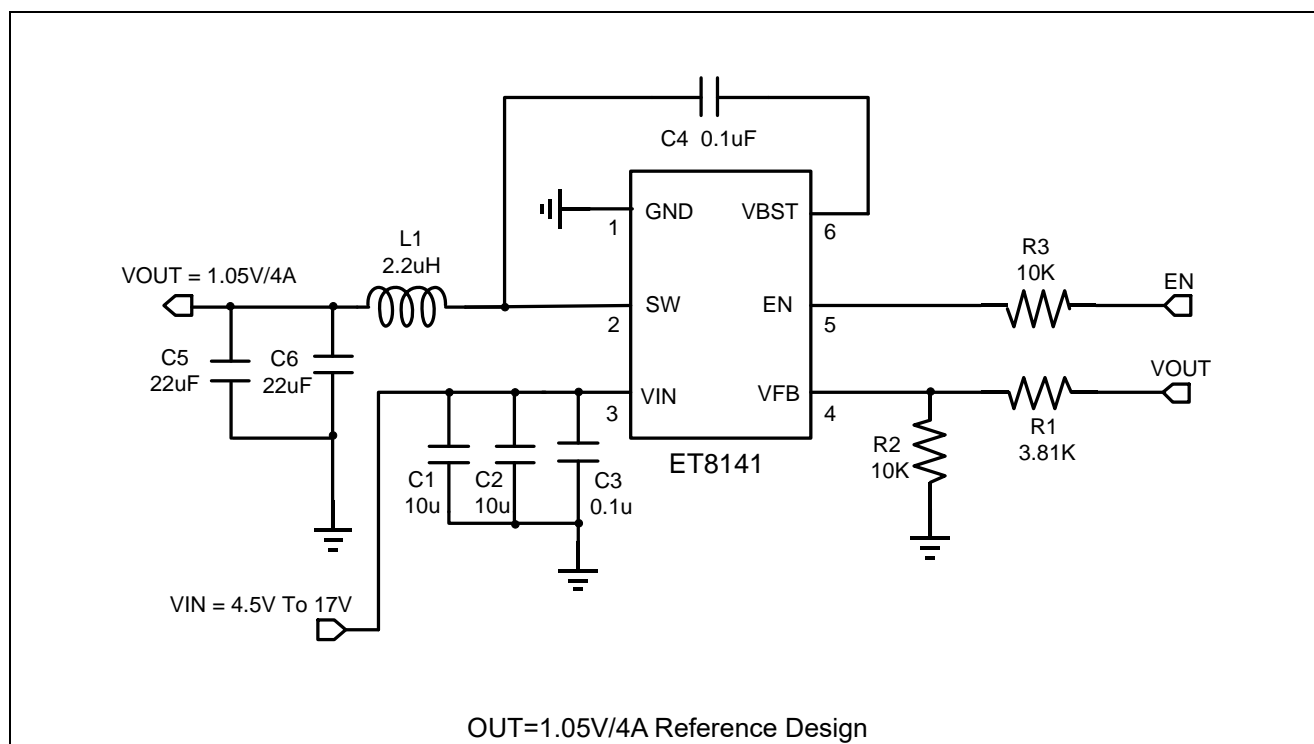 C4 0.1uF
GND
VBST
1
6
L1
2.2uH
R3
10K
VOUT = 1.05V/4A
EN
SW
EN
2
5
C5
22uF
C6
22uF
VOUT
VIN
VFB
3
4
R1
3.81K
R2
10K
ET8141
C1
10u
C2
10u
C3
0.1u
VIN = 4.5V To 17V
OUT=1.05V/4A Reference Design